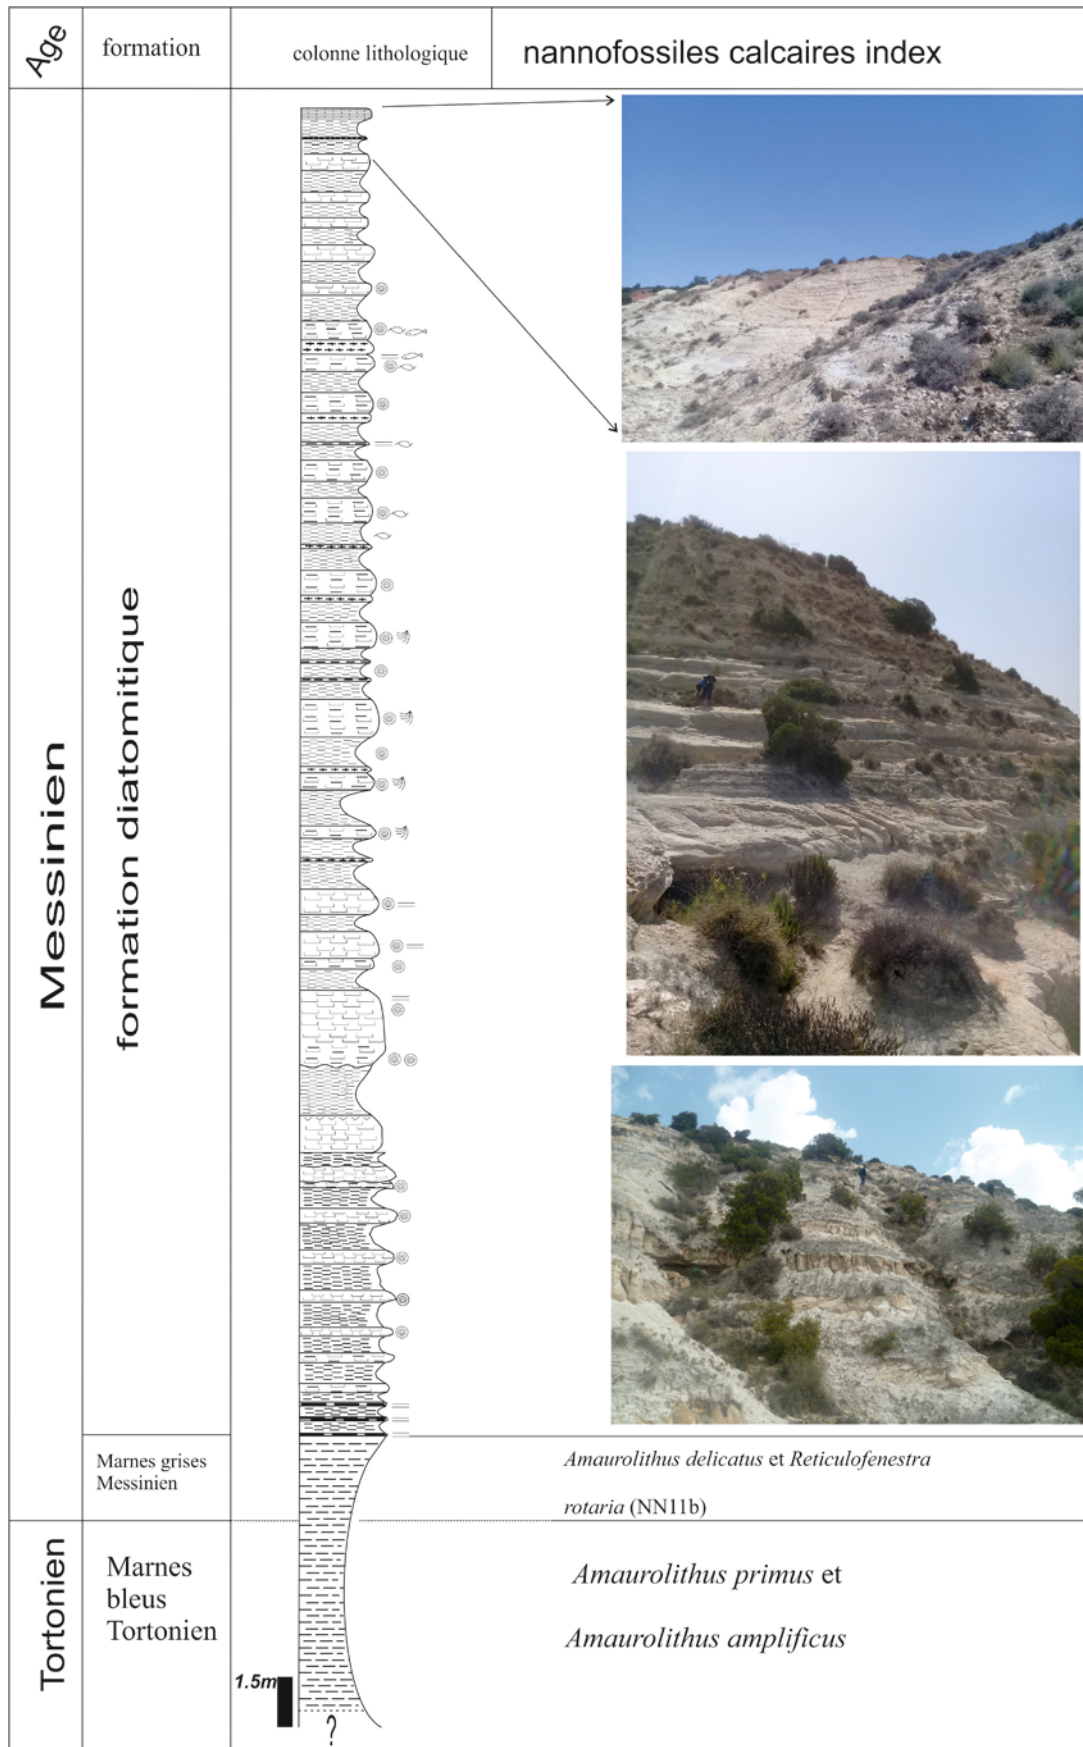 Age
formation
colonne lithologique
nannofossiles calcaires index
Messinien
formation diatomitique
Marnes grises
Messinien
Amaurolithus delicatus et Reticulofenestra
rotaria (NN11b)
Tortonien
Marnes
bleus
Tortonien
Amaurolithus primus et
Amaurolithus amplificus
1.5m
?